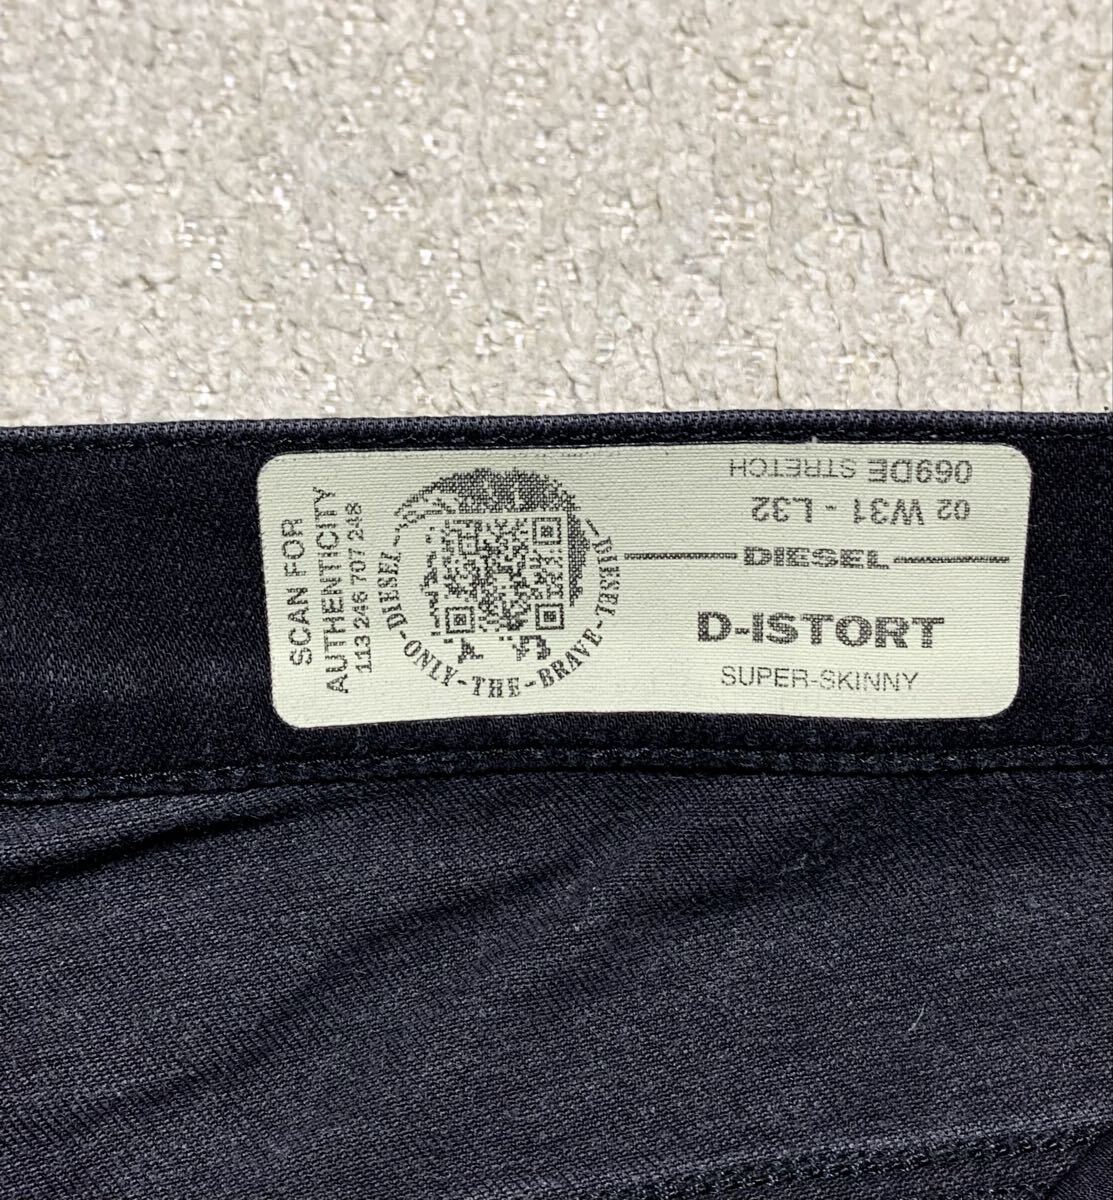 SCAN FOR
AUTHENTICITY
113 246 707 248
DIESEL-ONLY-THE-BRAVE-DIESEL
069DE STRETCH
02 W31 - L32
DIESEL
D-ISTORT
SUPER-SKINNY